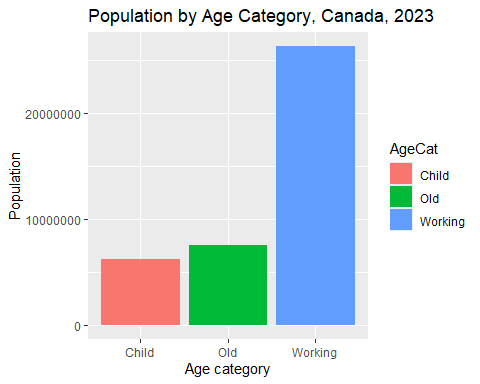 Population by Age Category, Canada, 2023
Population
20000000
10000000
0
Child
Old
Working
Age category
AgeCat
Child
Old
Working